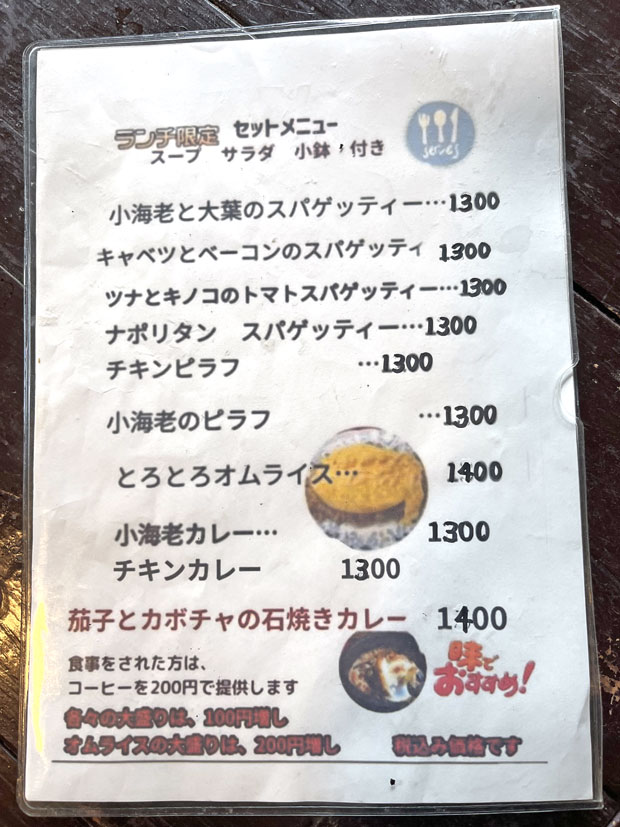 ランチ限定 セットメニュー
スープ サラダ 小鉢 付き
小海老と大葉のスパゲッティー…1300
キャベツとベーコンのスパゲッティ 1300
ツナとキノコのトマトスパゲッティー…1300
ナポリタン スパゲッティー…1300
チキンピラフ …1300
小海老のピラフ …1300
とろとろオムライス… 1400
小海老カレー… 1300
チキンカレー 1300
茄子とカボチャの石焼きカレー 1400
食事をされた方は、
コーヒーを200円で提供します
味で
おすすめ!
各々の大盛りは、100円増し
オムライスの大盛りは、200円増し 税込み価格です